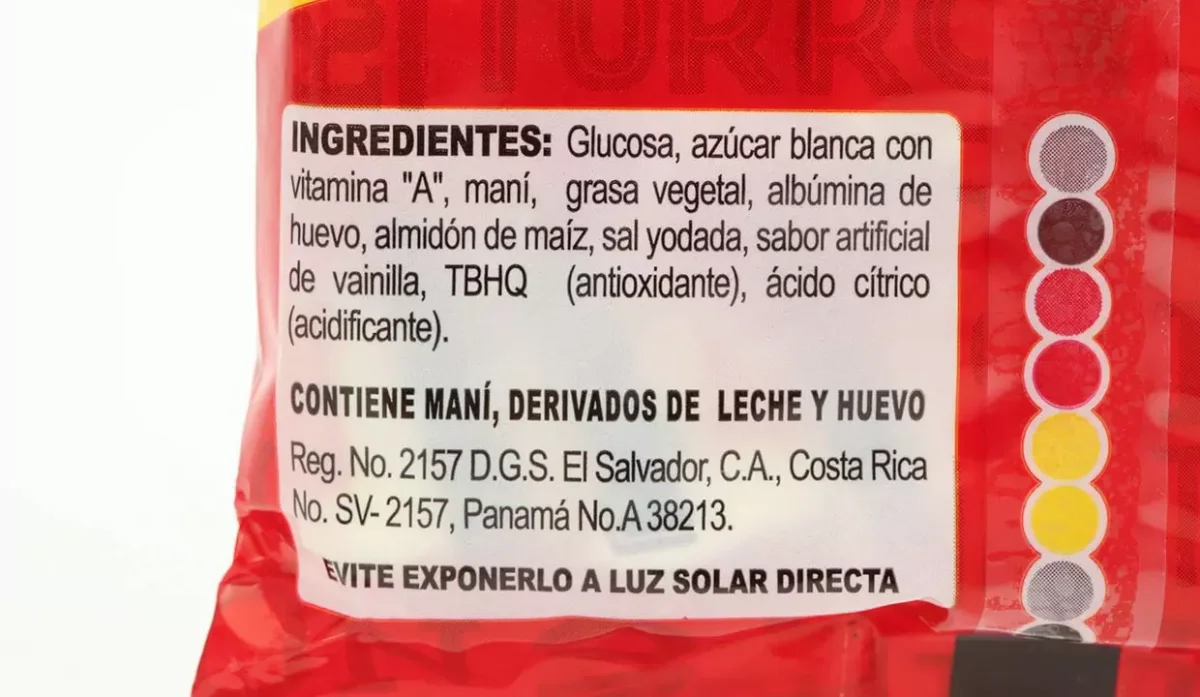 INGREDIENTES: Glucosa, azúcar blanca con
vitamina "A", maní, grasa vegetal, albúmina de
huevo, almidón de maíz, sal yodada, sabor artificial
de vainilla, TBHQ (antioxidante), ácido cítrico
(acidificante).
CONTIENE MANÍ, DERIVADOS DE LECHE Y HUEVO
Reg. No. 2157 D.G.S. El Salvador, C.A., Costa Rica
No. SV- 2157, Panamá No.A 38213.
EVITE EXPONERLO A LUZ SOLAR DIRECTA